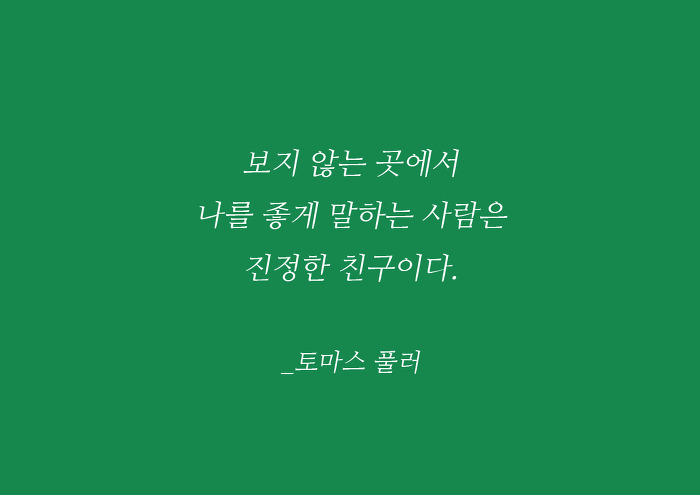 보지 않는 곳에서
나를 좋게 말하는 사람은
진정한 친구이다.
_토마스 풀러